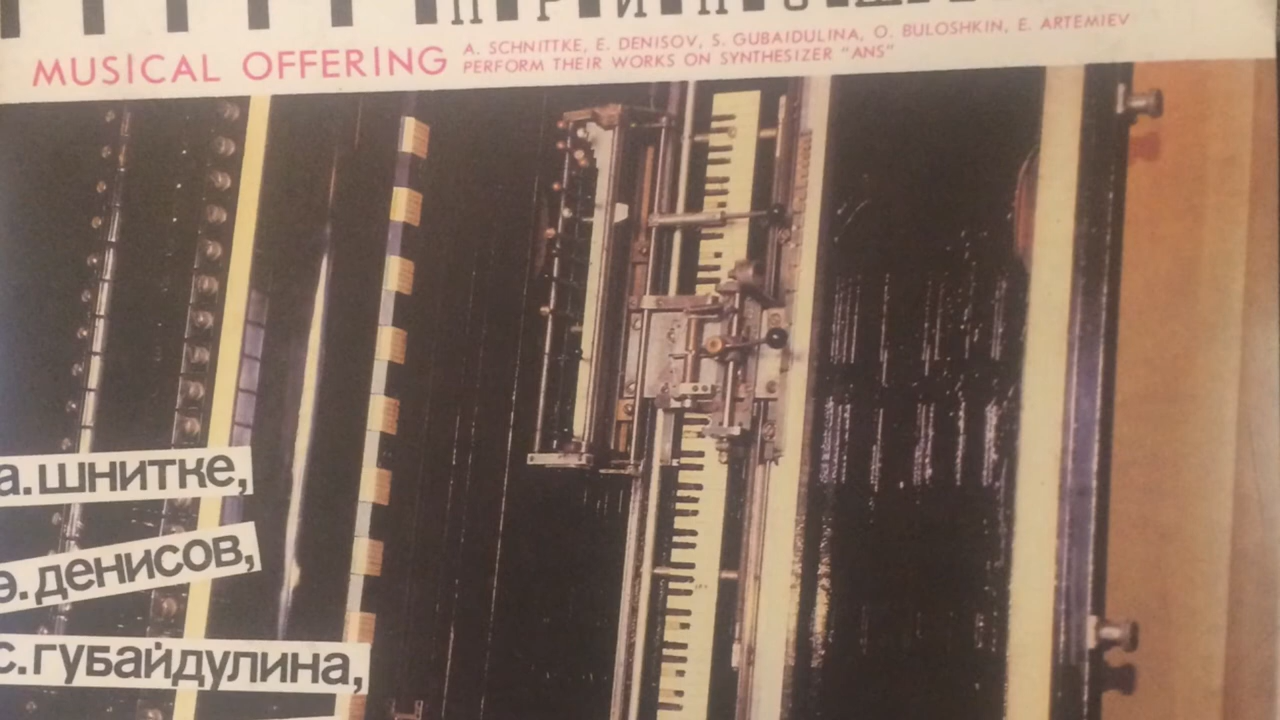 MUSICAL OFFERING
A. SCHNITTKE, E. DENISOV, S. GUBAIDULINA, O. BULOSHKIN, E. ARTEMIEV
PERFORM THEIR WORKS ON SYNTHESIZER "ANS"
а.шнитке,
э.денисов,
с.губайдулина,